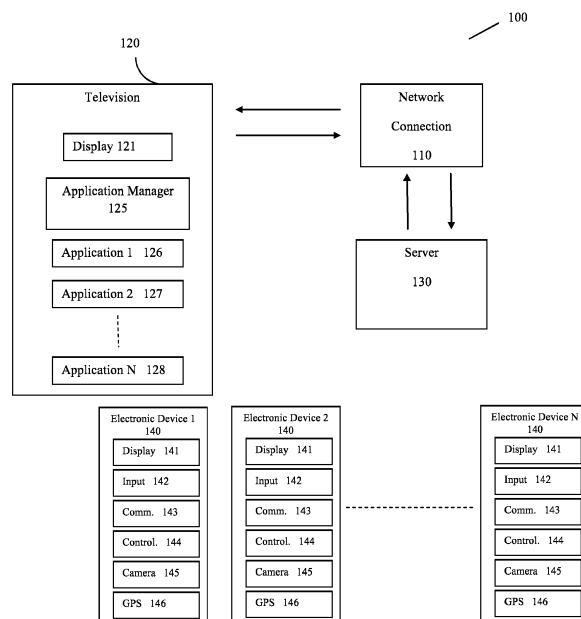 100
120
Television
Display 121
Application Manager
125
Application 1 126
Application 2 127
Application N 128
Network
Connection
110
Server
130
Electronic Device 1
140
Display 141
Input 142
Comm. 143
Control. 144
Camera 145
GPS 146
Electronic Device 2
140
Display 141
Input 142
Comm. 143
Control. 144
Camera 145
GPS 146
Electronic Device N
140
Display 141
Input 142
Comm. 143
Control. 144
Camera 145
GPS 146